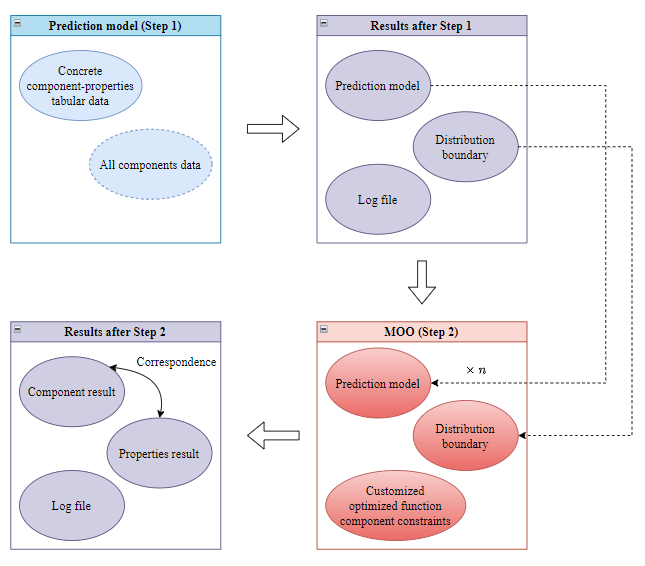 Prediction model (Step 1)
Concrete
component-properties
tabular data
All components data
Results after Step 1
Prediction model
Distribution
boundary
Log file
Results after Step 2
Correspondence
Component result
Properties result
Log file
MOO (Step 2)
× n
Prediction model
Distribution
boundary
Customized
optimized function
component constraints